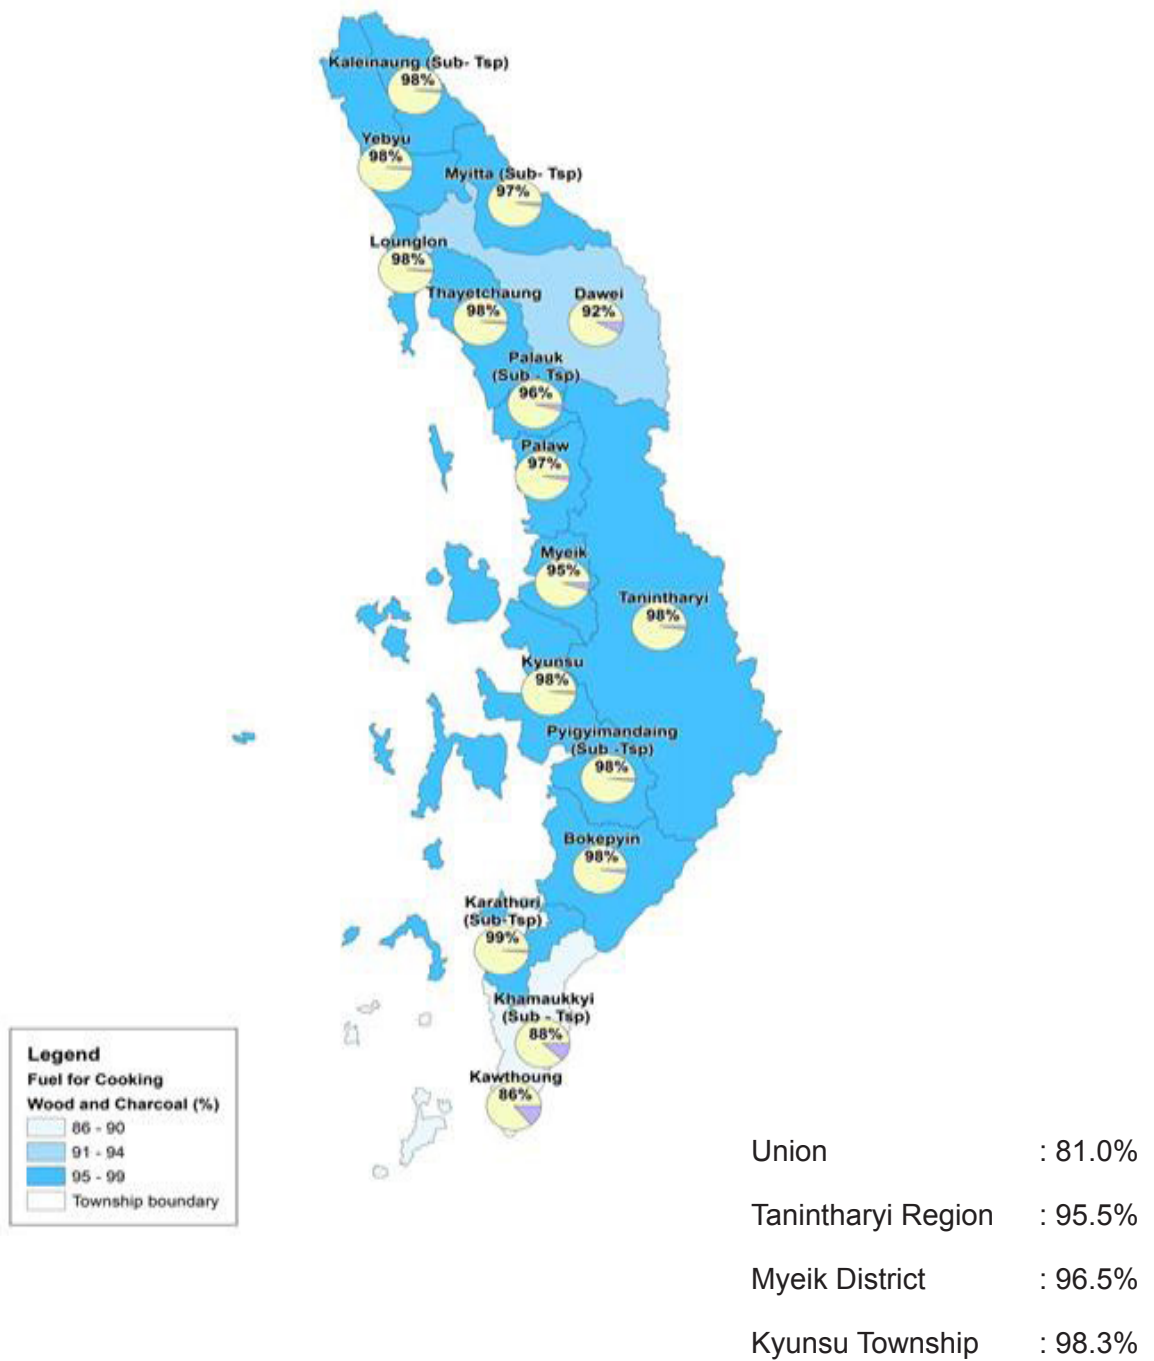 Kaleinaung (Sub- Tsp)
98%
Yebyu
98%
Myitta (Sub- Tsp)
97%
Lounglon
98%
Thayetchaung
98%
Dawei
92%
Palauk
(Sub - Tsp)
96%
Palaw
97%
Myeik
95%
Tanintharyi
98%
Kyunsu
98%
Pyigyimandaing
(Sub -Tsp)
98%
Bokepyin
98%
Karathuri
(Sub-Tsp)
99%
Khamaukkyi
(Sub - Tsp)
88%
Kawthoung
86%
Legend
Fuel for Cooking
Wood and Charcoal (%)
86 - 90
91 - 94
95 - 99
Township boundary
Union : 81.0%
Tanintharyi Region : 95.5%
Myeik District : 96.5%
Kyunsu Township : 98.3%